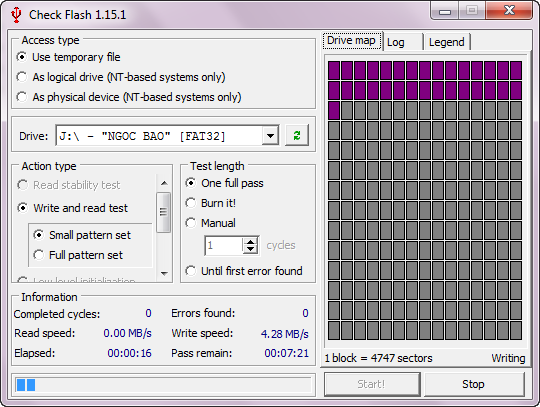 Check Flash 1.15.1
Access type
Use temporary file
As logical drive (NT-based systems only)
As physical device (NT-based systems only)
Drive: J:\ - "NGOC BAO" [FAT32]
Action type
Read stability test
Write and read test
Small pattern set
Full pattern set
Low level initialization
Test length
One full pass
Burn it!
Manual
1 cycles
Until first error found
Information
Completed cycles: 0 Errors found: 0
Read speed: 0.00 MB/s Write speed: 4.28 MB/s
Elapsed: 00:00:16 Pass remain: 00:07:21
Drive map Log Legend
1 block = 4747 sectors Writing
Start! Stop